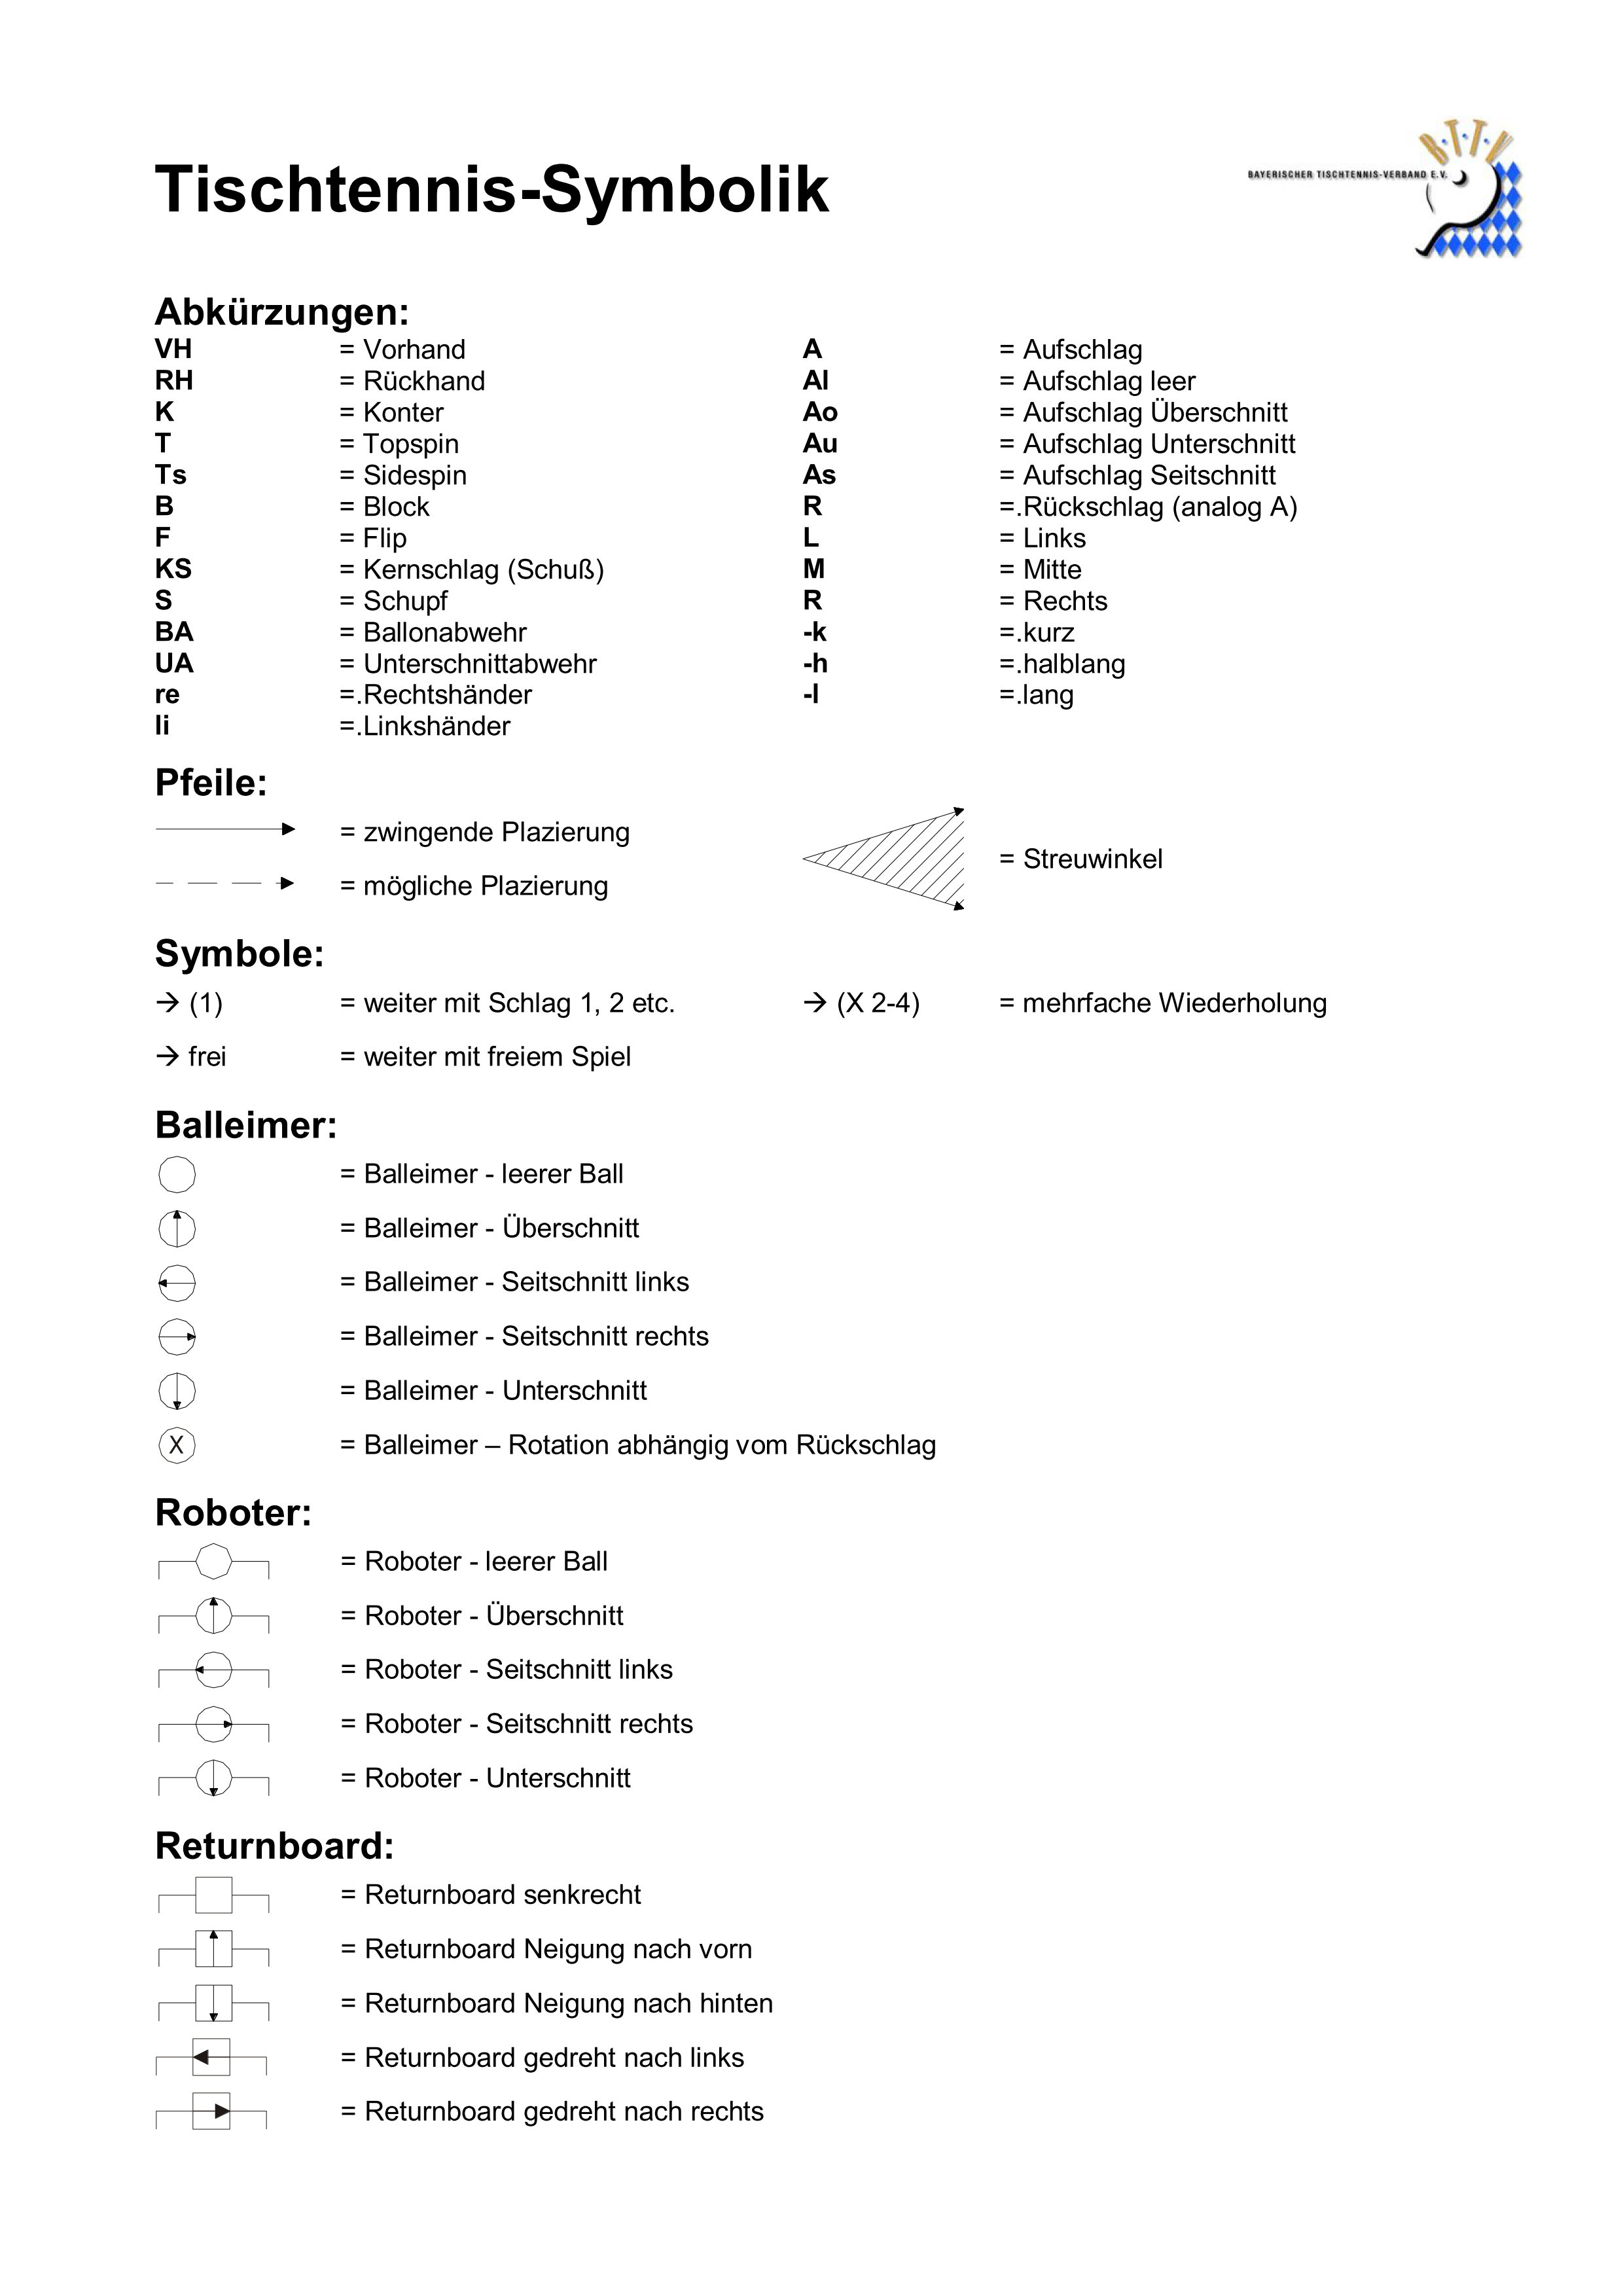 Tischtennis-Symbolik
B·T·T·V
BAYERISCHER TISCHTENNIS-VERBAND E.V.
Abkürzungen:
VH = Vorhand A = Aufschlag
RH = Rückhand Al = Aufschlag leer
K = Konter Ao = Aufschlag Überschnitt
T = Topspin Au = Aufschlag Unterschnitt
Ts = Sidespin As = Aufschlag Seitschnitt
B = Block R =.Rückschlag (analog A)
F = Flip L = Links
KS = Kernschlag (Schuß) M = Mitte
S = Schupf R = Rechts
BA = Ballonabwehr -k =.kurz
UA = Unterschnittabwehr -h =.halblang
re =.Rechtshänder -l =.lang
li =.Linkshänder
Pfeile:
= zwingende Plazierung
= Streuwinkel
= mögliche Plazierung
Symbole:
→ (1) = weiter mit Schlag 1, 2 etc. → (X 2-4) = mehrfache Wiederholung
→ frei = weiter mit freiem Spiel
Balleimer:
= Balleimer - leerer Ball
= Balleimer - Überschnitt
= Balleimer - Seitschnitt links
= Balleimer - Seitschnitt rechts
= Balleimer - Unterschnitt
X = Balleimer – Rotation abhängig vom Rückschlag
Roboter:
= Roboter - leerer Ball
= Roboter - Überschnitt
= Roboter - Seitschnitt links
= Roboter - Seitschnitt rechts
= Roboter - Unterschnitt
Returnboard:
= Returnboard senkrecht
= Returnboard Neigung nach vorn
= Returnboard Neigung nach hinten
= Returnboard gedreht nach links
= Returnboard gedreht nach rechts